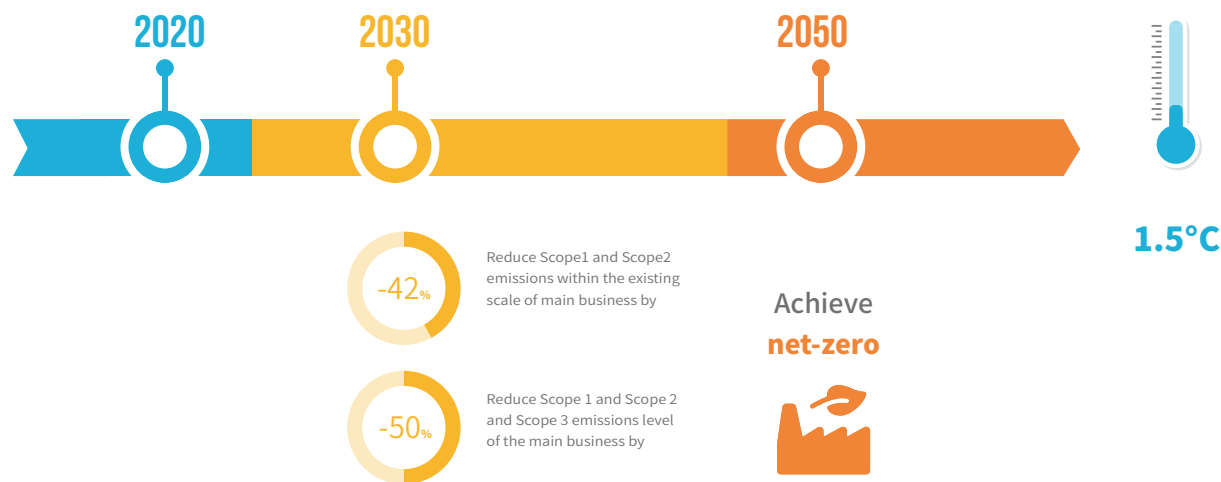 2020
2030
2050
1.5°C
-42%
Reduce Scope1 and Scope2
emissions within the existing
scale of main business by
-50%
Reduce Scope 1 and Scope 2
and Scope 3 emissions level
of the main business by
Achieve
net-zero